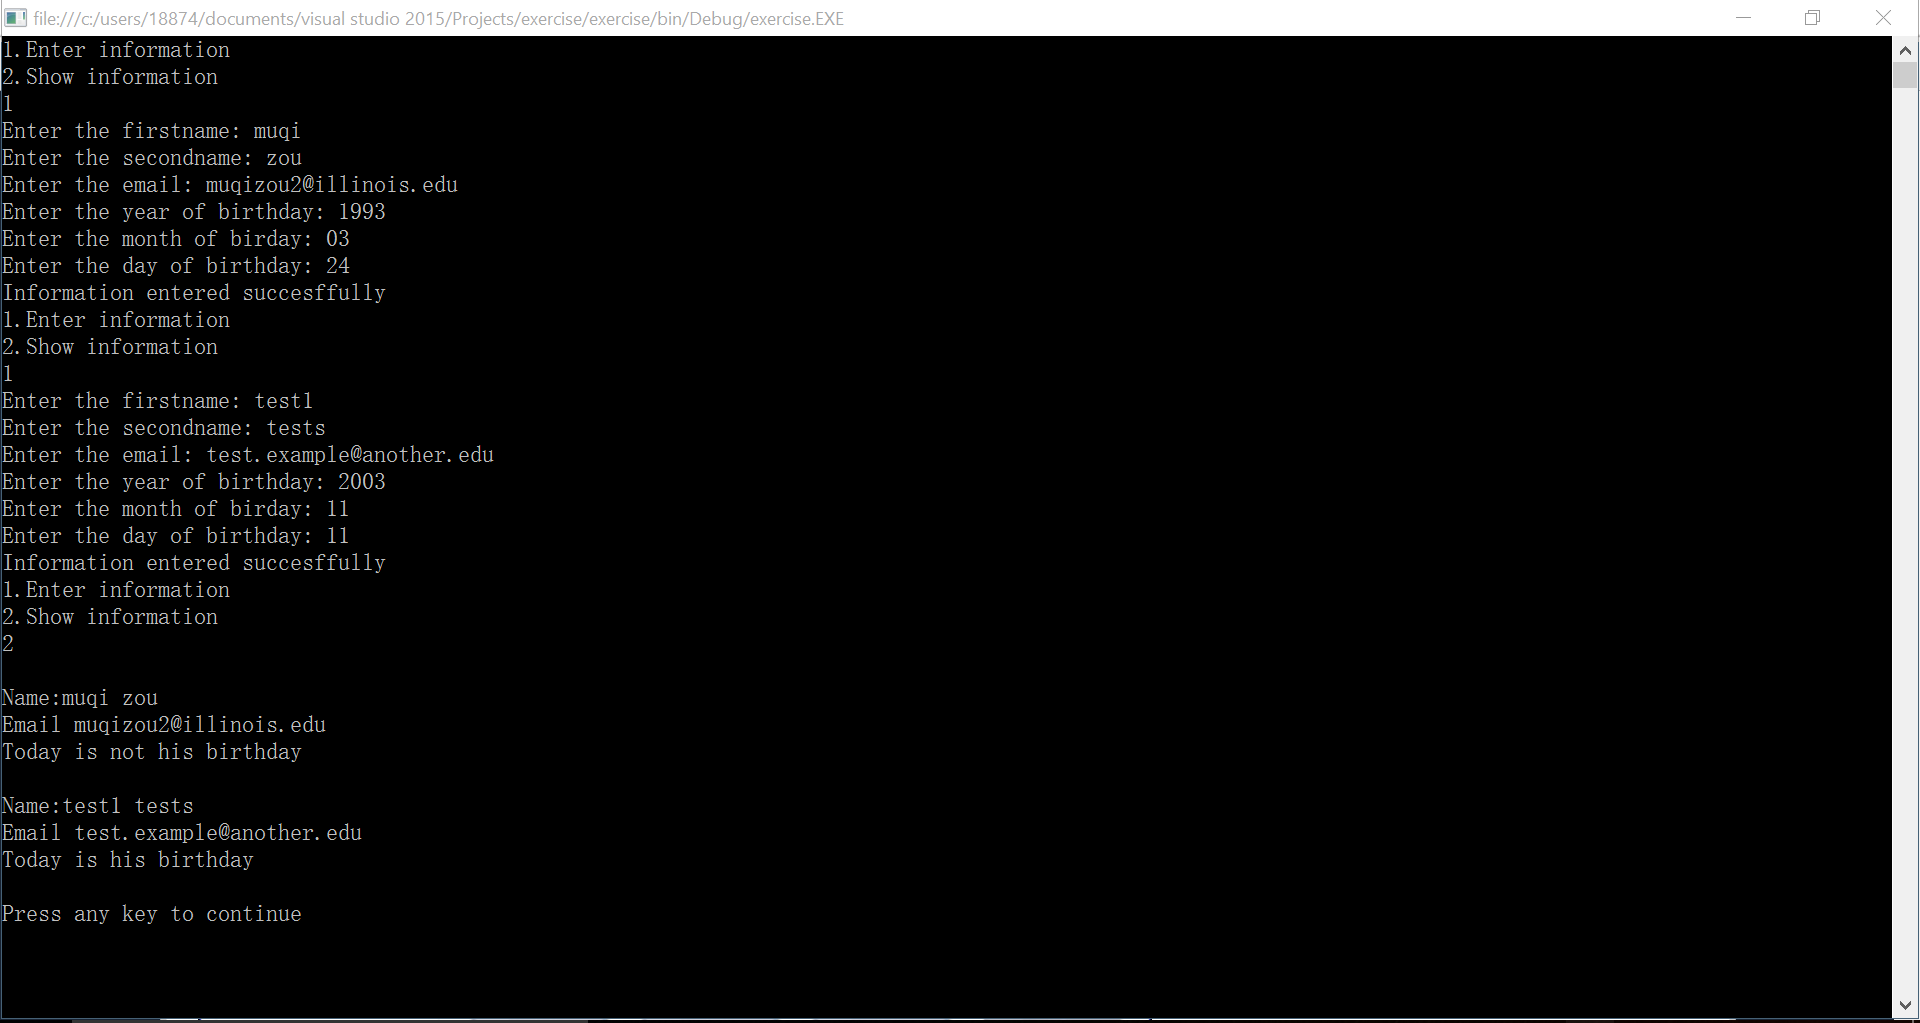 file:///c:/users/18874/documents/visual studio 2015/Projects/exercise/exercise/bin/Debug/exercise.EXE
1.Enter information
2.Show information
1
Enter the firstname: muqi
Enter the secondname: zou
Enter the email: muqizou2@illinois.edu
Enter the year of birthday: 1993
Enter the month of birday: 03
Enter the day of birthday: 24
Information entered succesffully
1.Enter information
2.Show information
1
Enter the firstname: test1
Enter the secondname: tests
Enter the email: test.example@another.edu
Enter the year of birthday: 2003
Enter the month of birday: 11
Enter the day of birthday: 11
Information entered succesffully
1.Enter information
2.Show information
2
Name:muqi zou
Email muqizou2@illinois.edu
Today is not his birthday
Name:test1 tests
Email test.example@another.edu
Today is his birthday
Press any key to continue